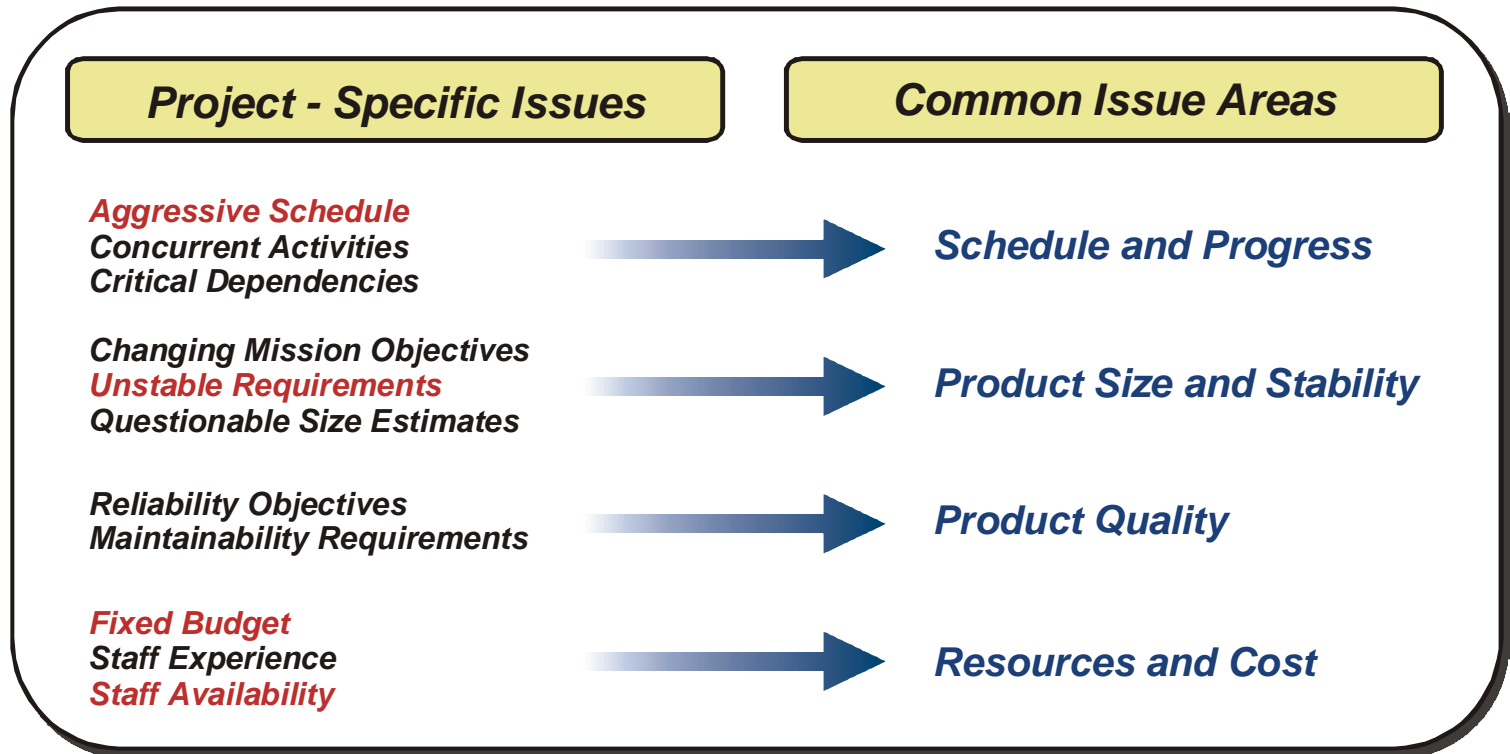 Project - Specific Issues
Common Issue Areas
Aggressive Schedule
Concurrent Activities
Critical Dependencies
Schedule and Progress
Changing Mission Objectives
Unstable Requirements
Questionable Size Estimates
Product Size and Stability
Reliability Objectives
Maintainability Requirements
Product Quality
Fixed Budget
Staff Experience
Staff Availability
Resources and Cost